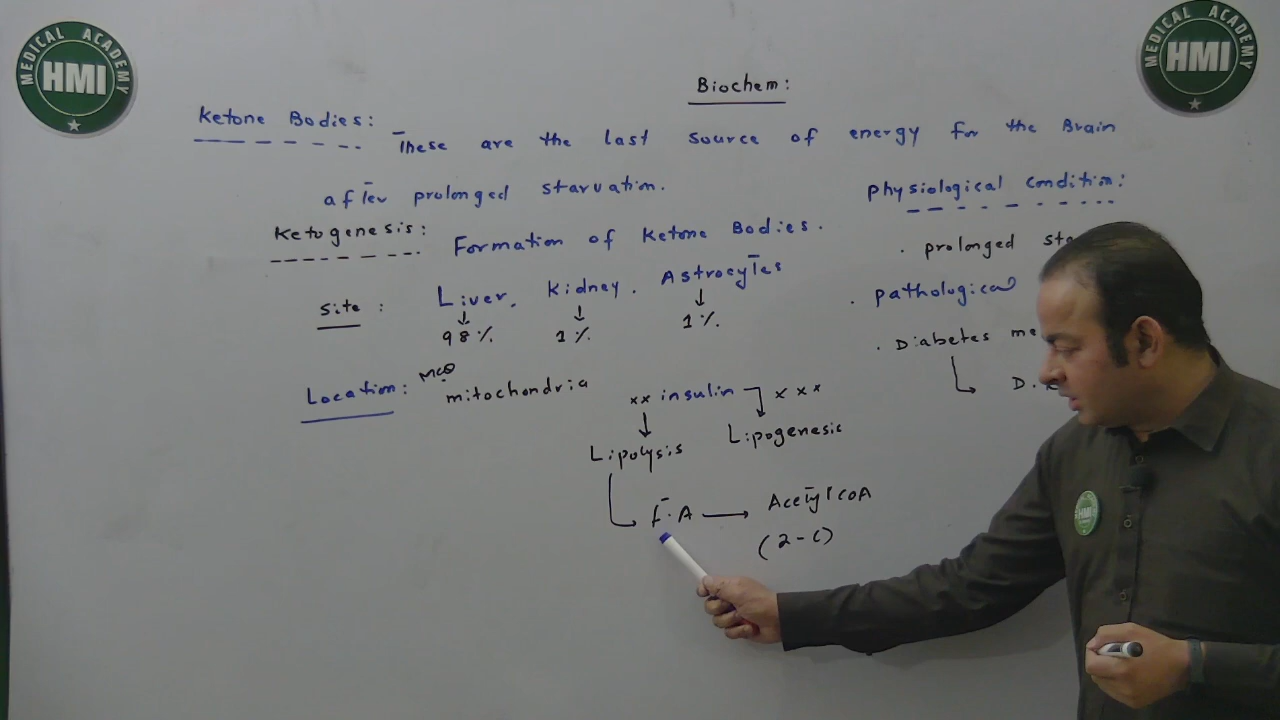 MEDICAL ACADEMY
HMI
MEDICAL ACADEMY
HMI
Biochem:
Ketone Bodies: These are the last source of energy for the Brain
after prolonged starvation.
physiological condition:
Ketogenesis: Formation of Ketone Bodies.
. prolonged
Site : Liver, Kidney. Astrocytes
98% 1% 1%
. pathological
. Diabetes
D.
Location: MCQ mitochondria
xx insulin x x x
Lipolysis Lipogenesis
F.A Acetyl CoA
(2-C)
HMI